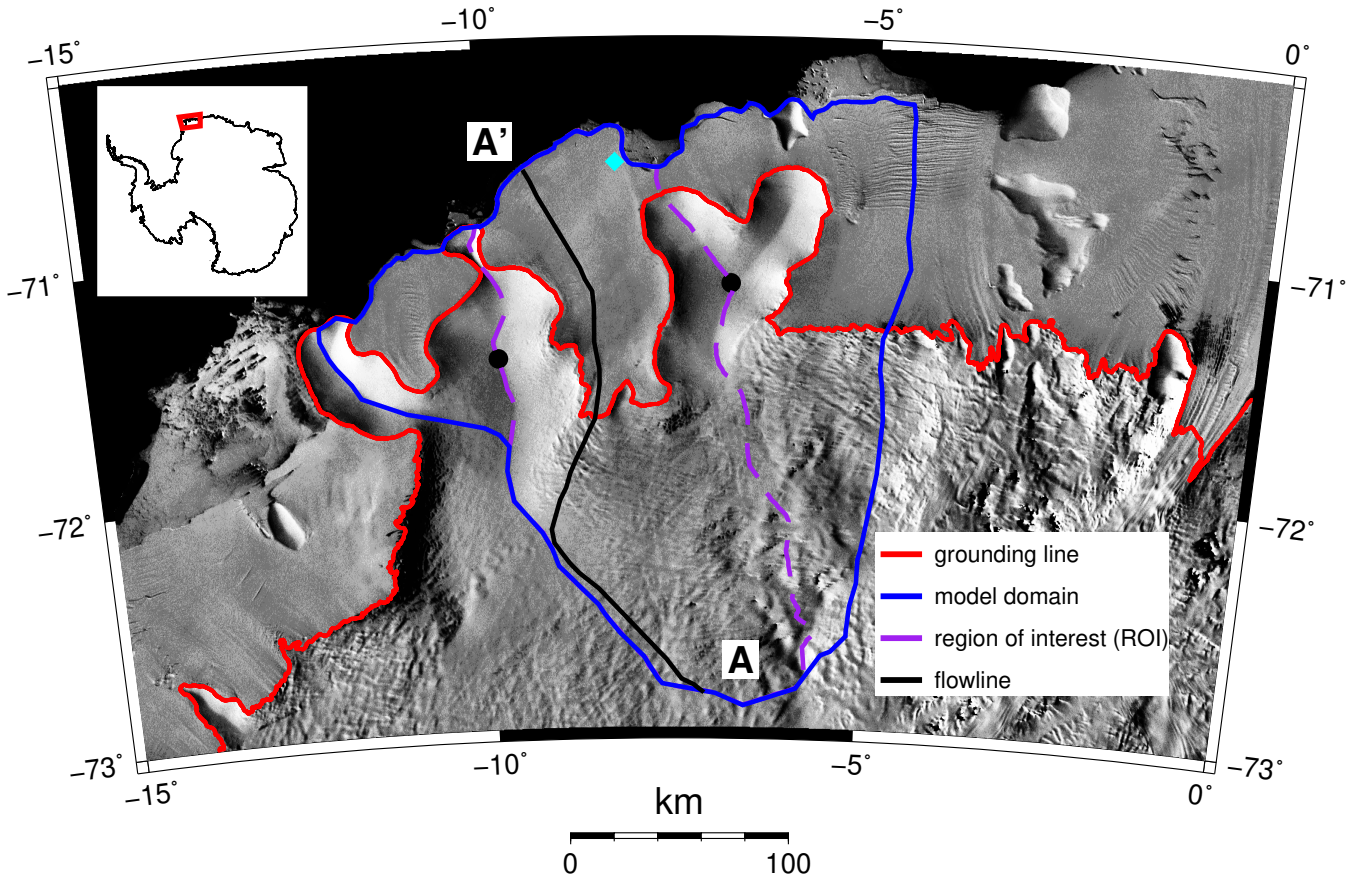 −10˚
−5˚
−15˚
0˚
A’
−71˚
−71˚
−72˚
−72˚
grounding line
model domain
region of interest (ROI)
A
flowline
−73˚
−10˚
−5˚
−73˚
−15˚
0˚
km
0
100